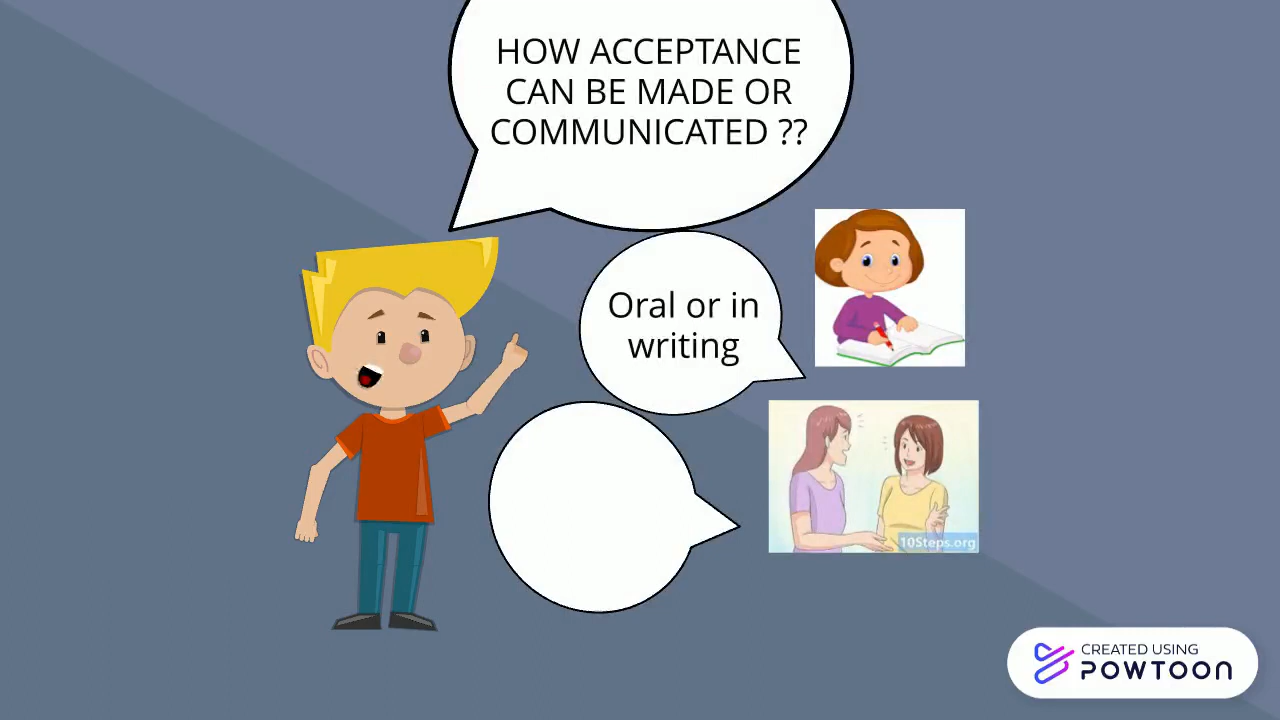 HOW ACCEPTANCE
CAN BE MADE OR
COMMUNICATED ??
Oral or in
writing
10Steps.org
CREATED USING
POWTOON